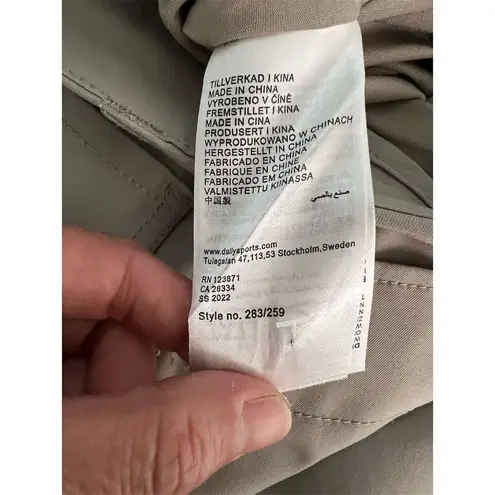 TILLVERKAD I KINA
MADE IN CHINA
VYROBENO V ČÍNĚ
FREMSTILLET I KINA
MADE IN CINA
PRODUSERT I KINA
WYPRODUKOWANO W CHINACH
HERGESTELLT IN CHINA
FABRICADO EN CHINA
FABRIQUE EN CHINE
FABRICADO EM CHINA
VALMISTETTU KIINASSA
中国製
صنع بالصي
www.dailysports.com
Tulegatan 47,113,53 Stockholm,Sweden
RN 123871
CA 28334
SS 2022
Style no. 283/259